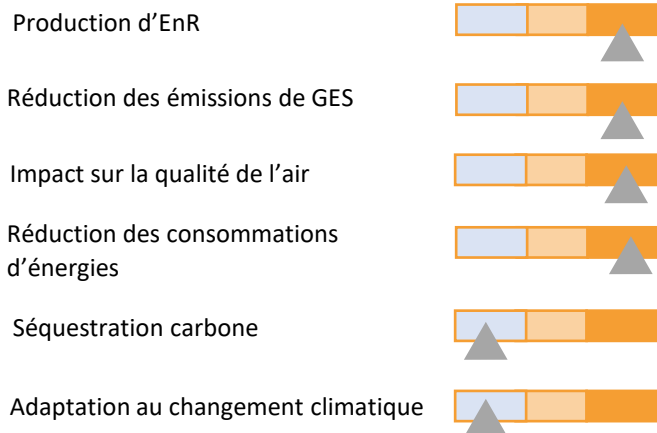 Production d’EnR
Réduction des émissions de GES
Impact sur la qualité de l’air
Réduction des consommations
d’énergies
Séquestration carbone
Adaptation au changement climatique